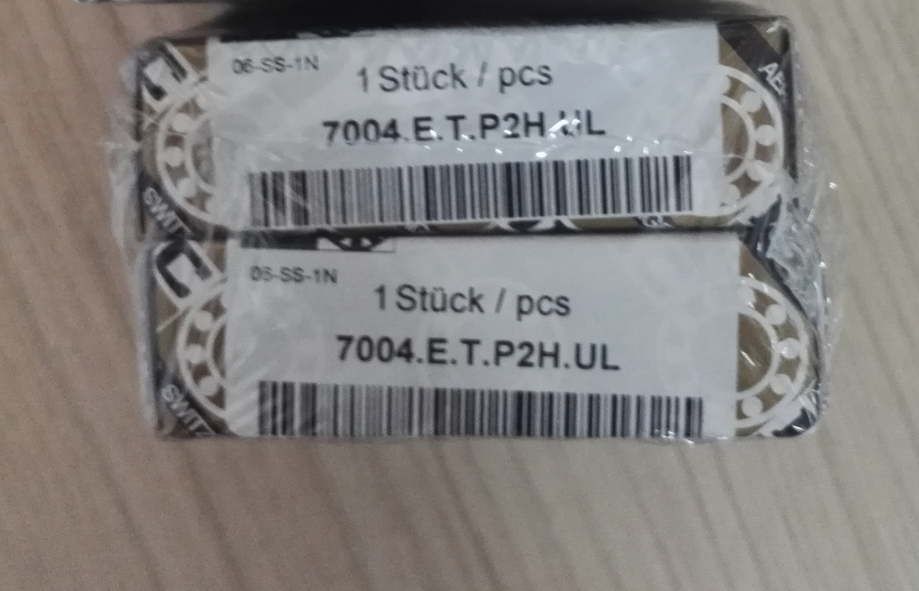 06-SS-1N
1 Stück / pcs
7004.E.T.P2H.UL
06-SS-1N
1 Stück / pcs
7004.E.T.P2H.UL